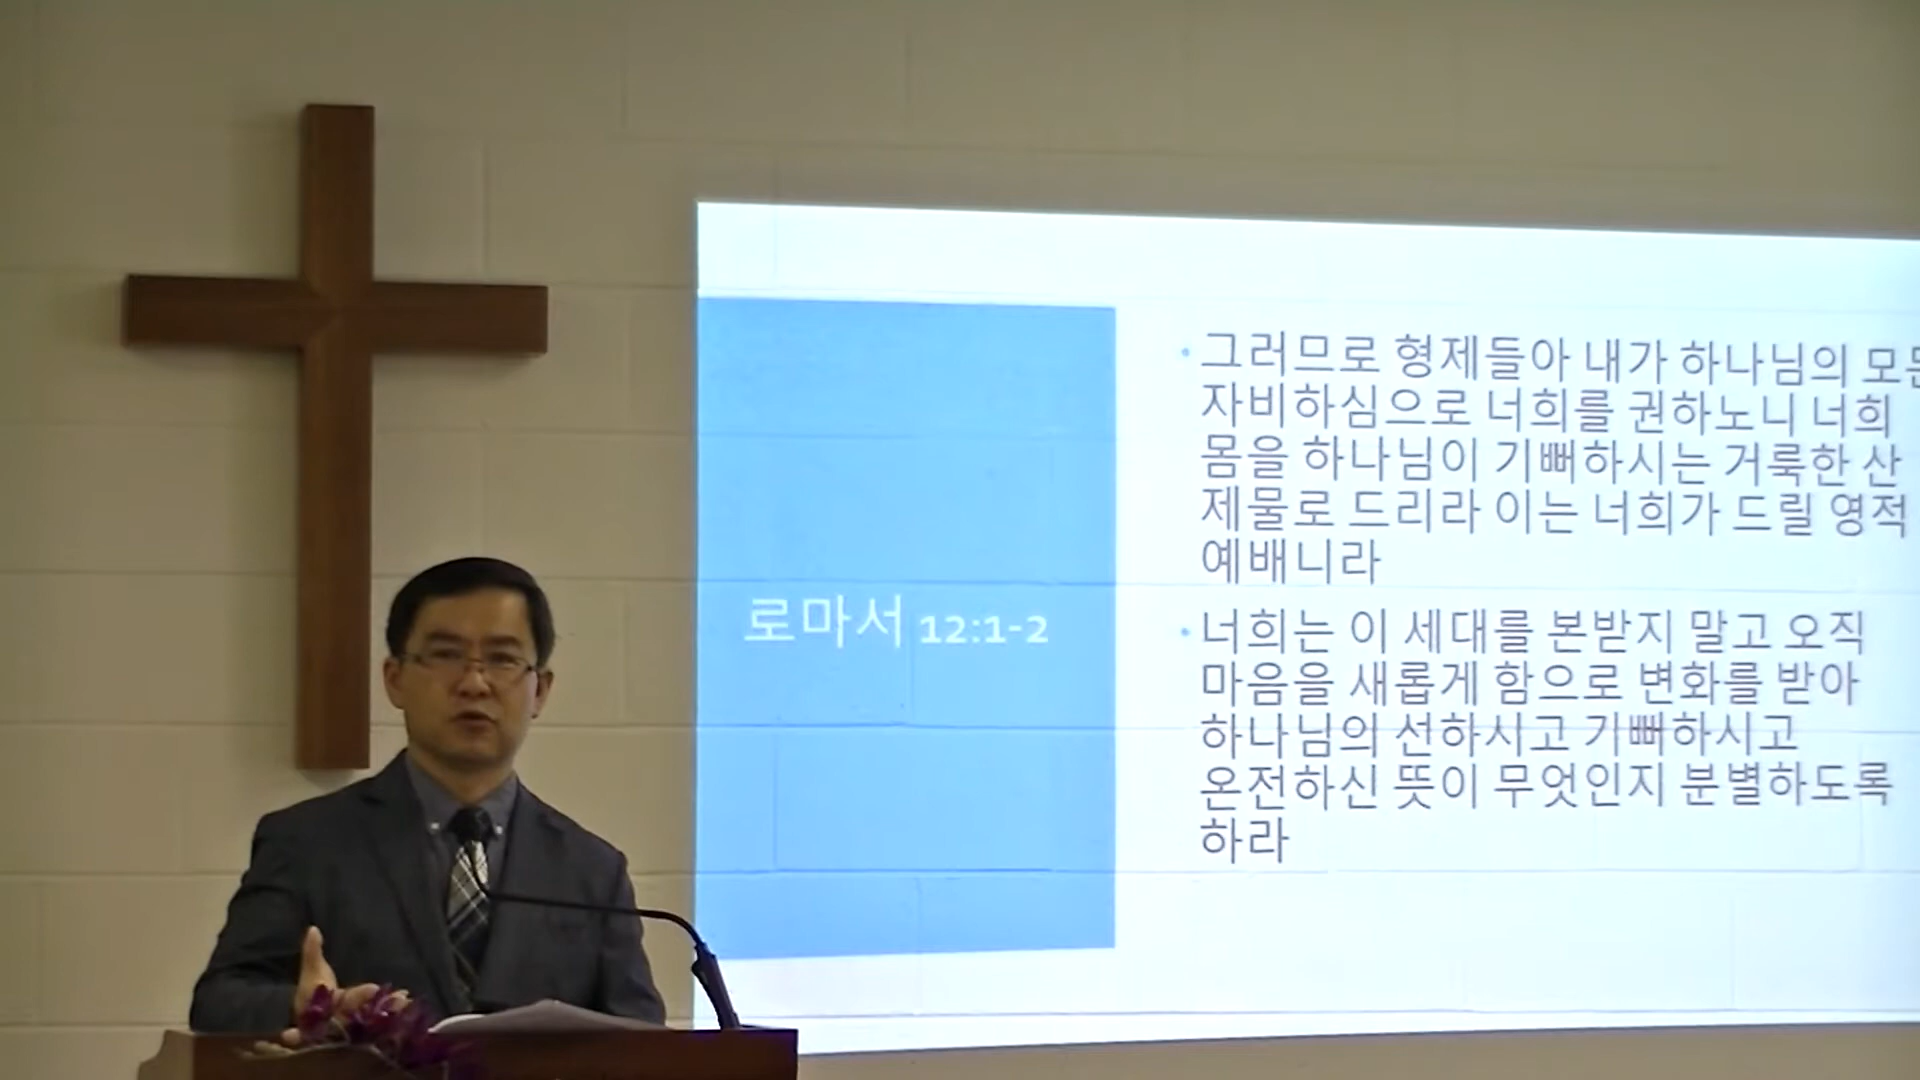 로마서 12:1-2
그러므로 형제들아 내가 하나님의
자비하심으로 너희를 권하노니 너희
몸을 하나님이 기뻐하시는 거룩한 산
제물로 드리라 이는 너희가 드릴 영적
예배니라
너희는 이 세대를 본받지 말고 오직
마음을 새롭게 함으로 변화를 받아
하나님의 선하시고 기뻐하시고
온전하신 뜻이 무엇인지 분별하도록
하라